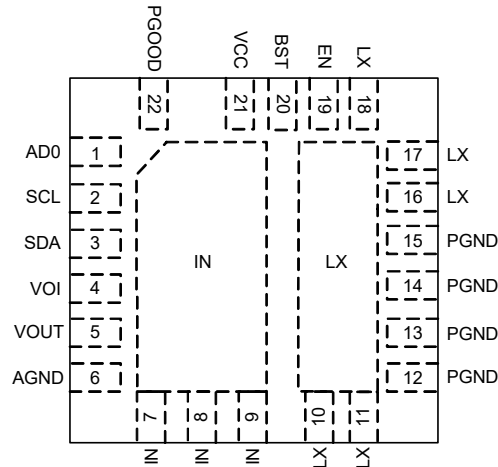 PGOOD
VCC
BST
EN
LX
22
21
20
19
18
AD0 1
17 LX
SCL 2
16 LX
SDA 3
15 PGND
IN
LX
VOI 4
14 PGND
VOUT 5
13 PGND
AGND 6
12 PGND
7
8
9
10
11
IN
IN
IN
LX
LX